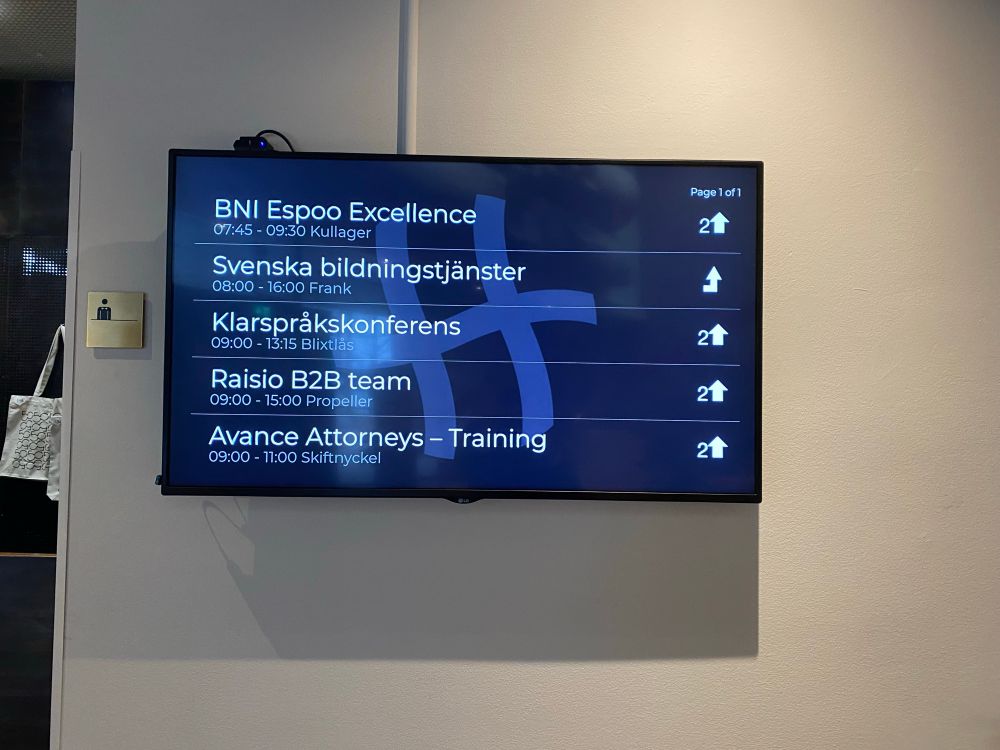 Page 1 of 1
BNI Espoo Excellence
07:45 - 09:30 Kullager
2
Svenska bildningstjänster
08:00 - 16:00 Frank
Klarspråkskonferens
09:00 - 13:15 Blixtlås
2
Raisio B2B team
09:00 - 15:00 Propeller
2
Avance Attorneys – Training
09:00 - 11:00 Skiftnyckel
2
LG